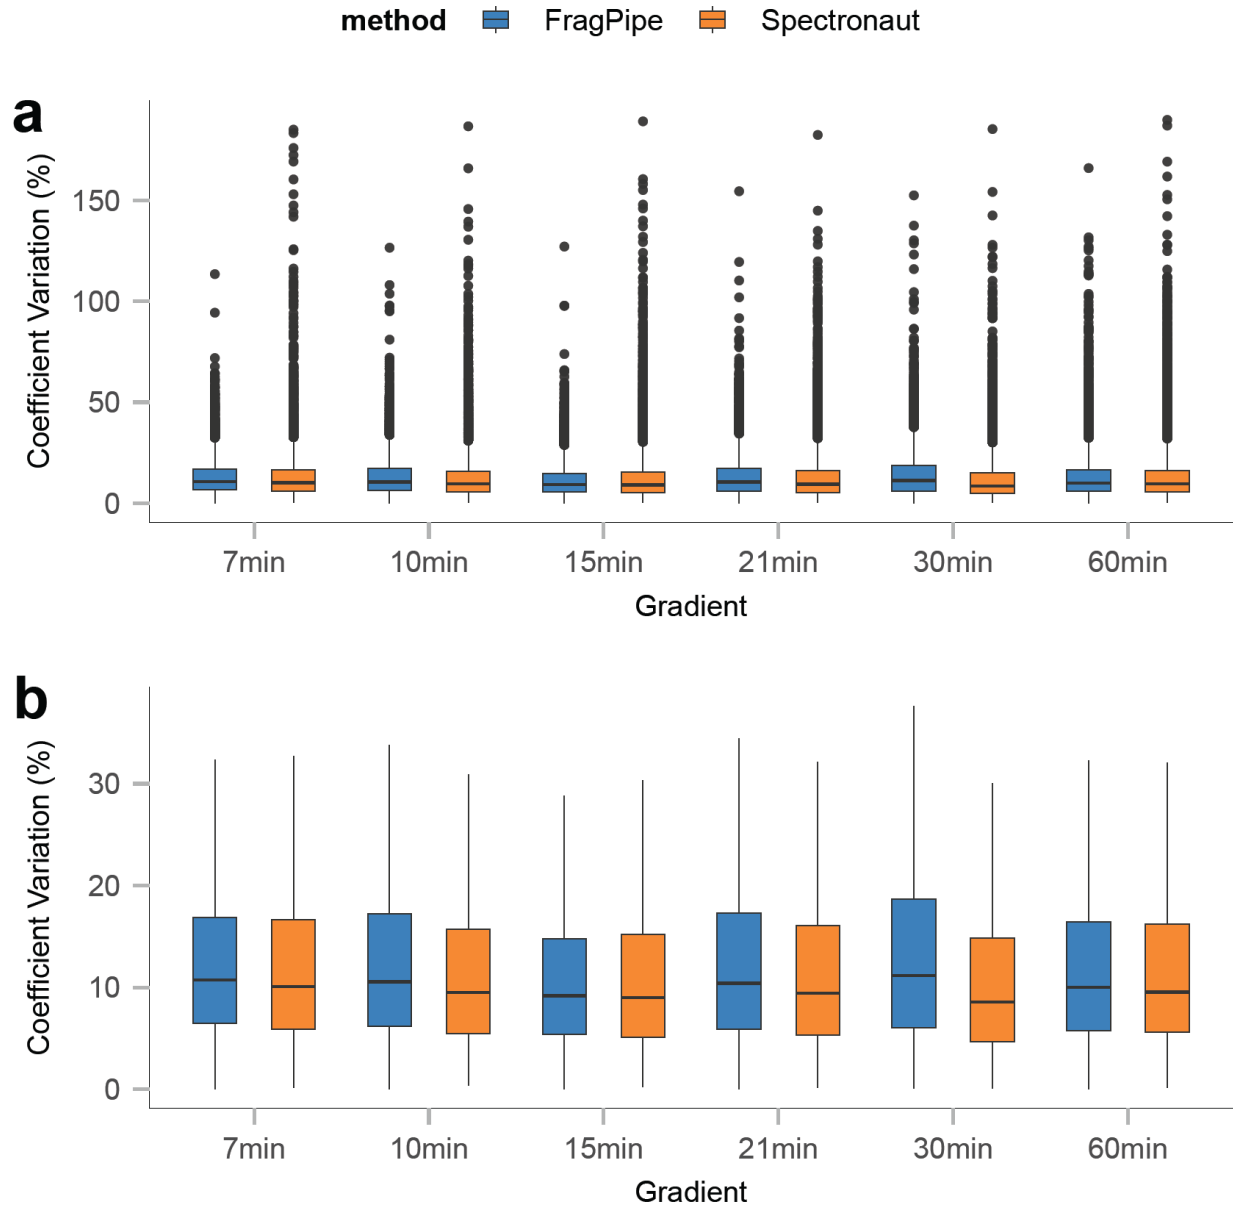 method FragPipe Spectronaut
a
Coefficient Variation (%)
150
100
50
0
7min 10min 15min 21min 30min 60min
Gradient
b
Coefficient Variation (%)
30
20
10
0
7min 10min 15min 21min 30min 60min
Gradient